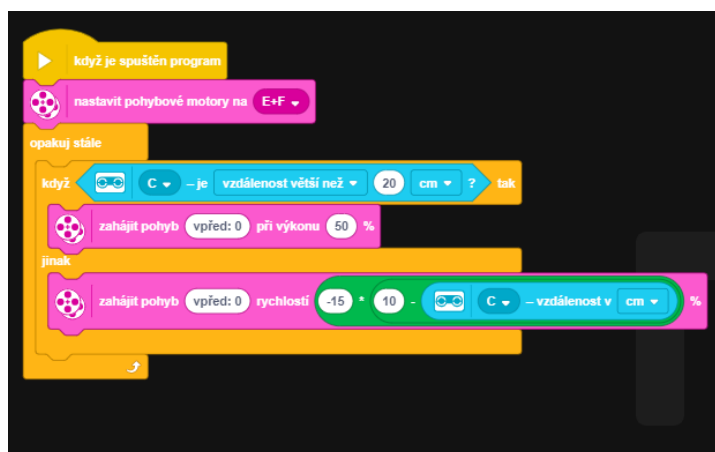 když je spuštěn program
nastavit pohybové motory na E+F
opakuj stále
když C – je vzdálenost větší než 20 cm ? tak
zahájit pohyb vpřed: 0 při výkonu 50 %
jinak
zahájit pohyb vpřed: 0 rychlostí -15 * 10 - C – vzdálenost v cm %